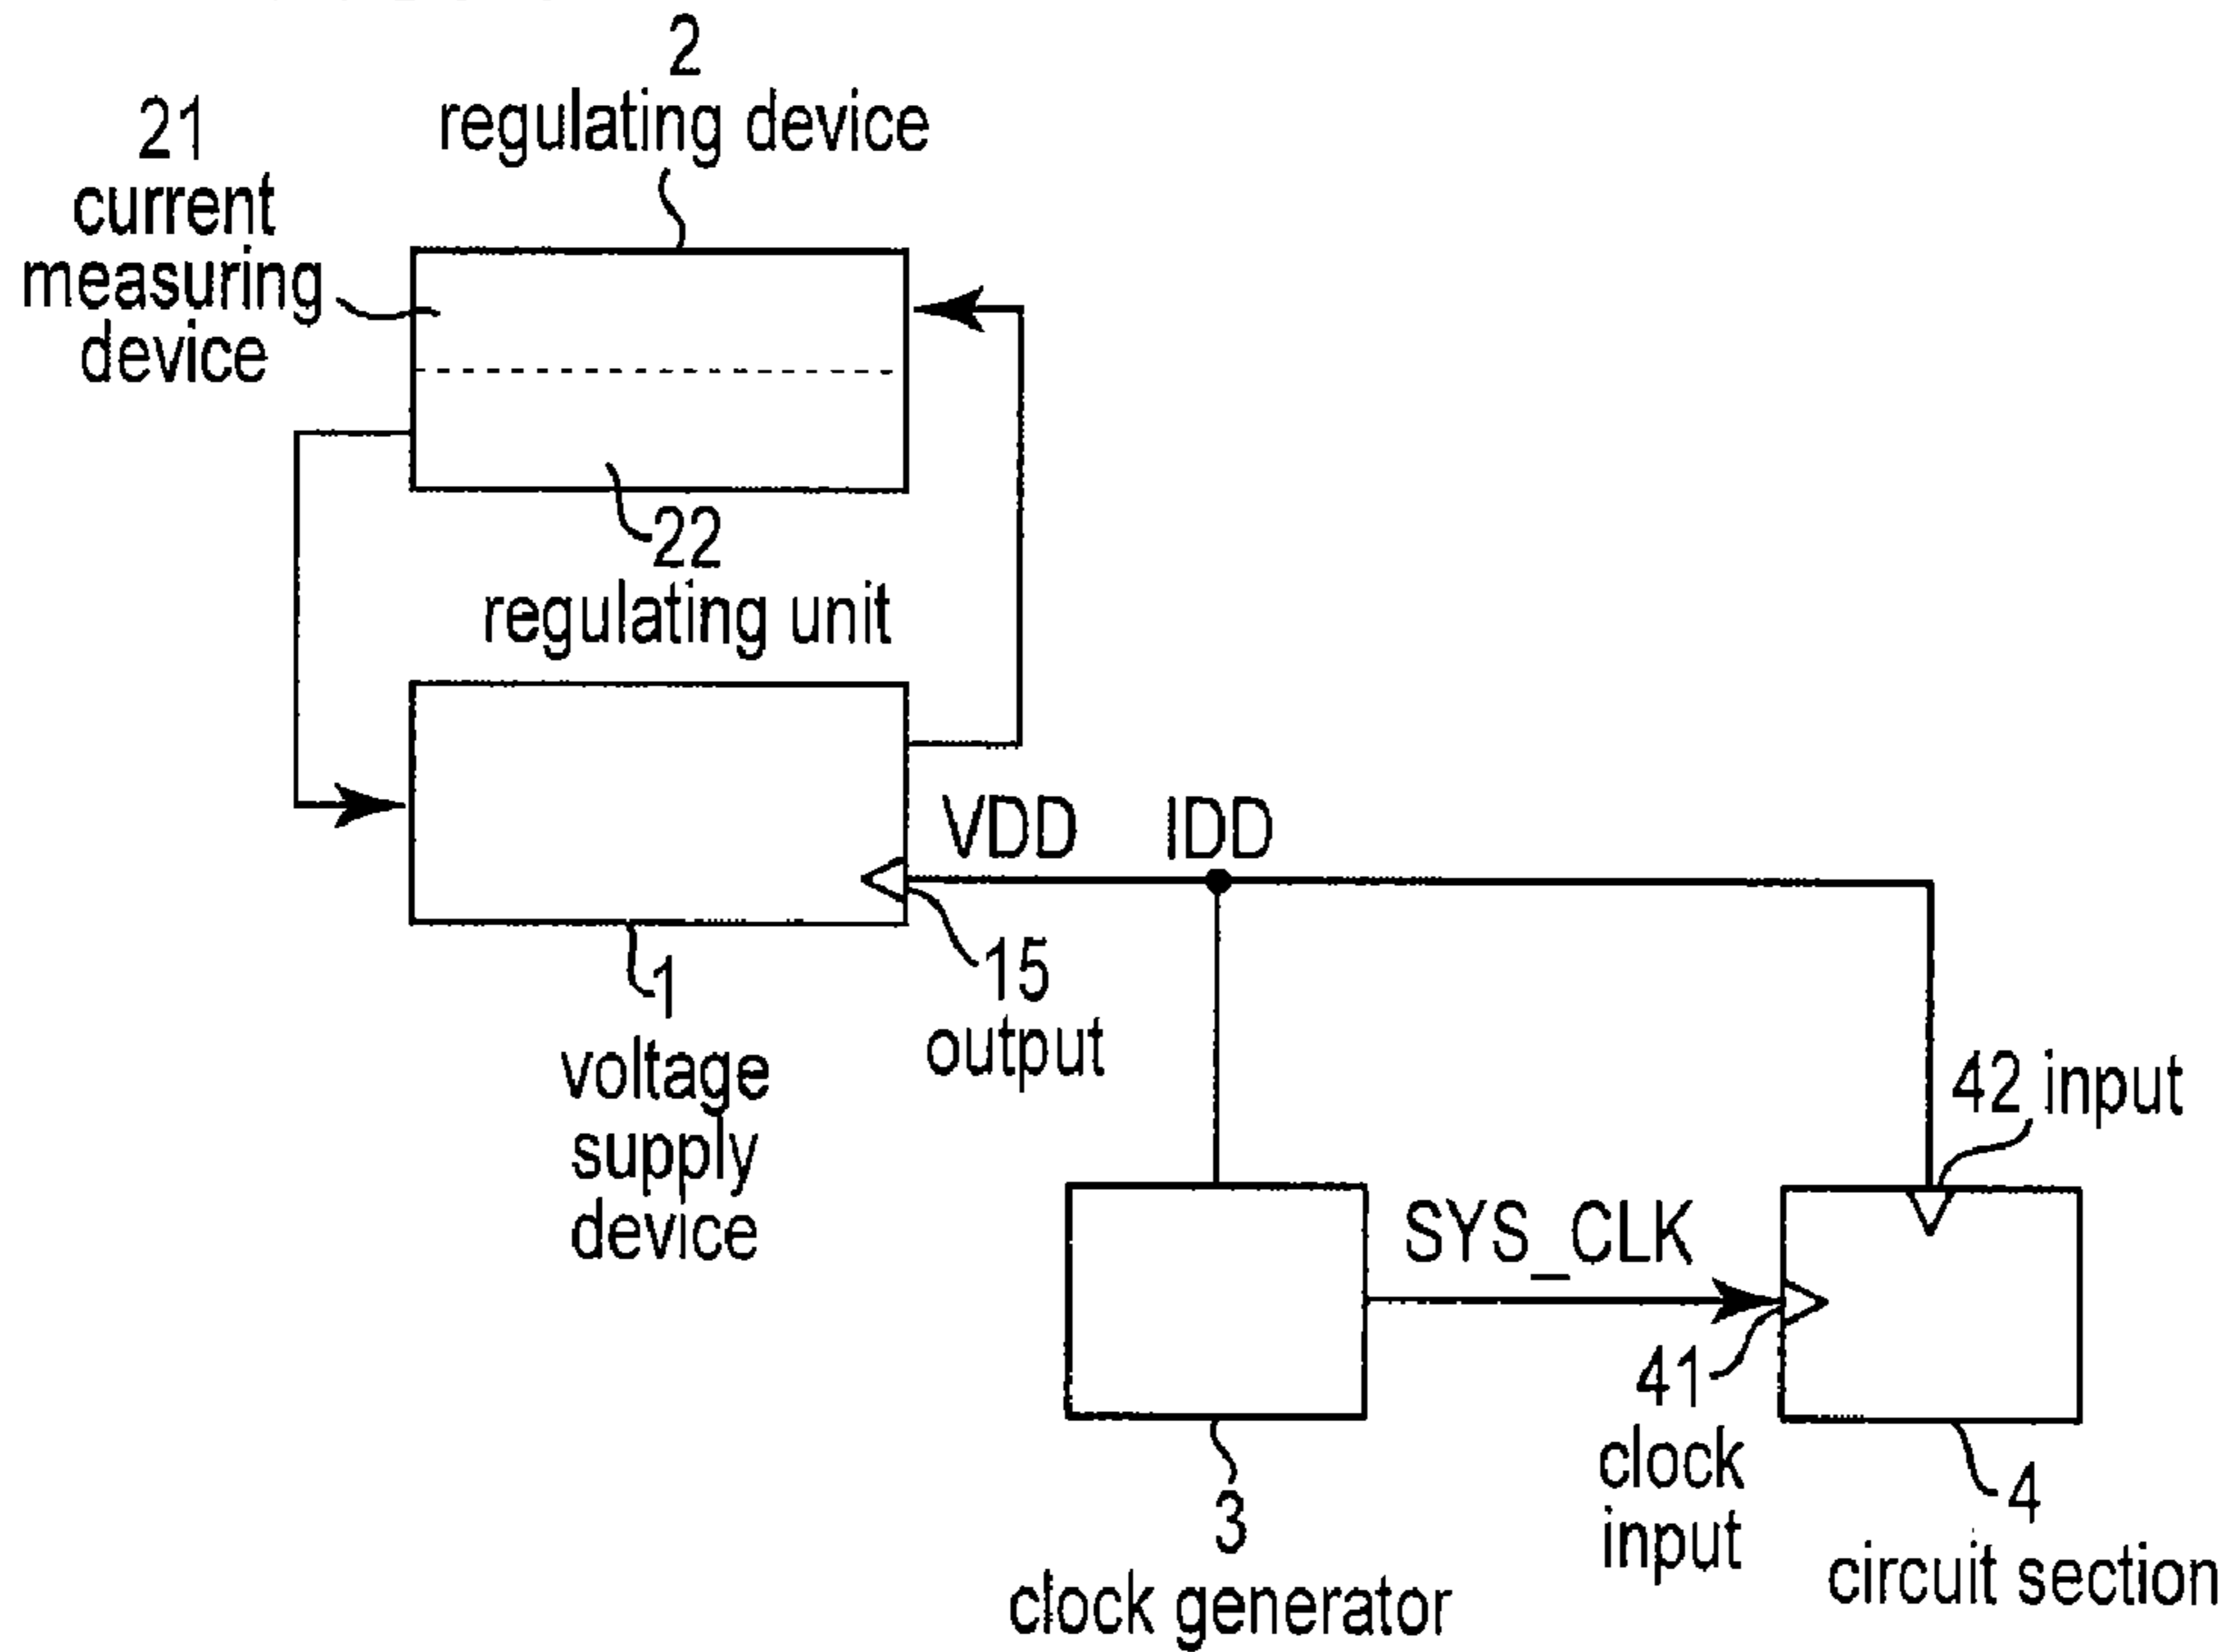 2
regulating device
21
current
measuring
device
22
regulating unit
VDD IDD
1
voltage
supply
device
15
output
42 input
SYS_CLK
41
clock
input
3
clock generator
4
circuit section